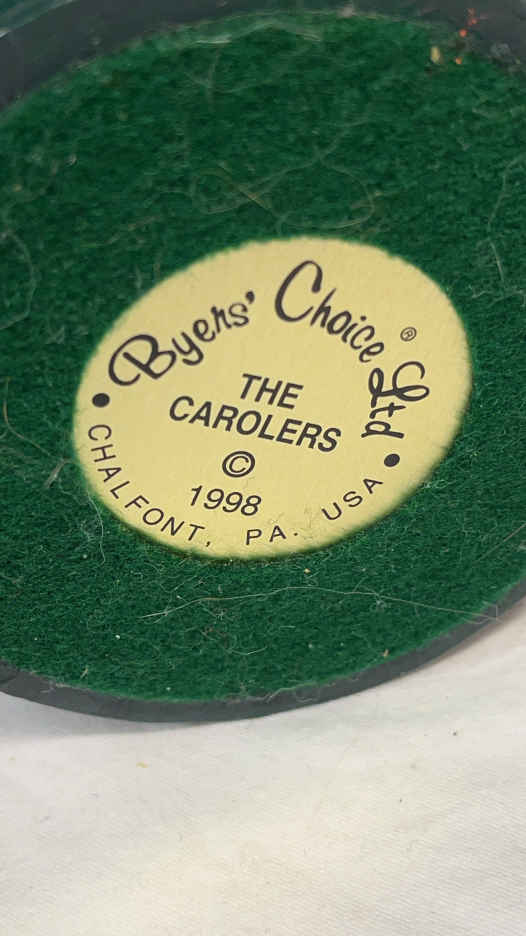 Byers' Choice Ltd®
THE
CAROLERS
©
1998
• CHALFONT, PA. USA •